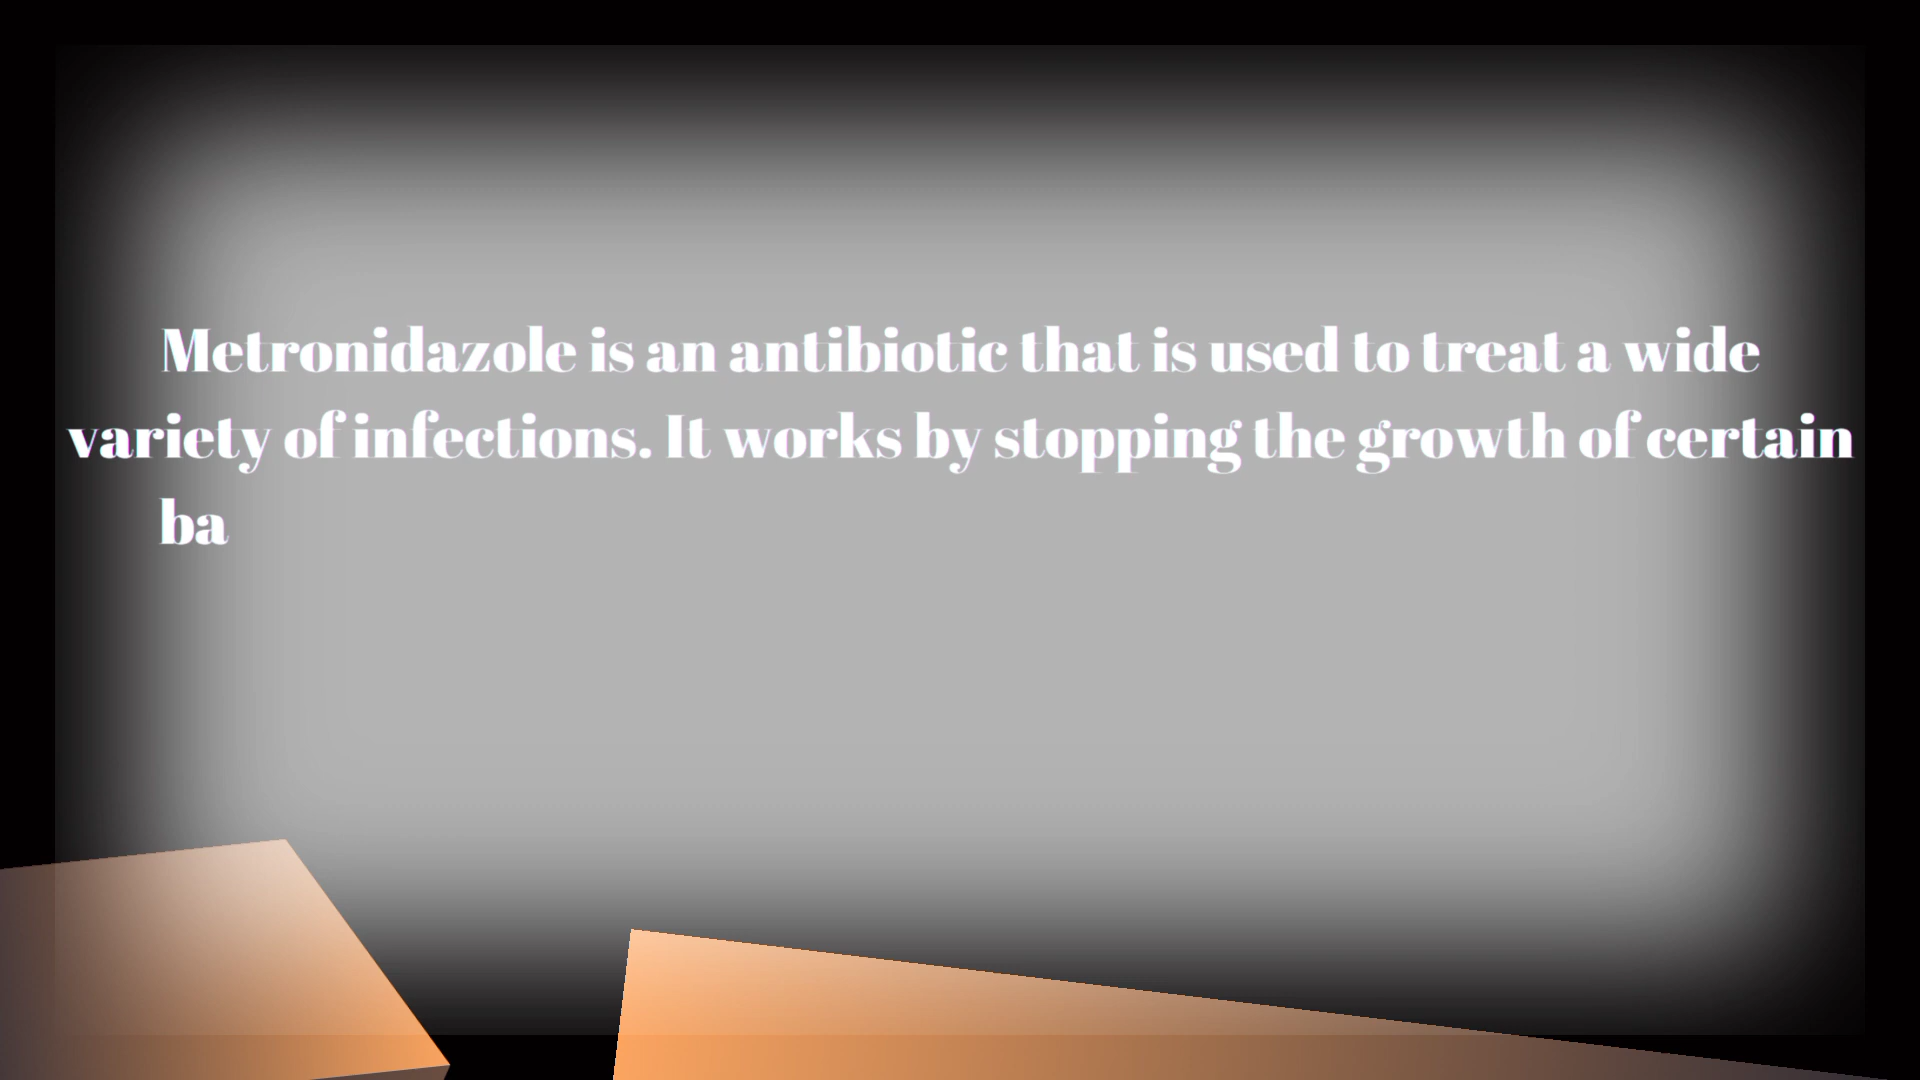 Metronidazole is an antibiotic that is used to treat a wide
variety of infections. It works by stopping the growth of certain
ba